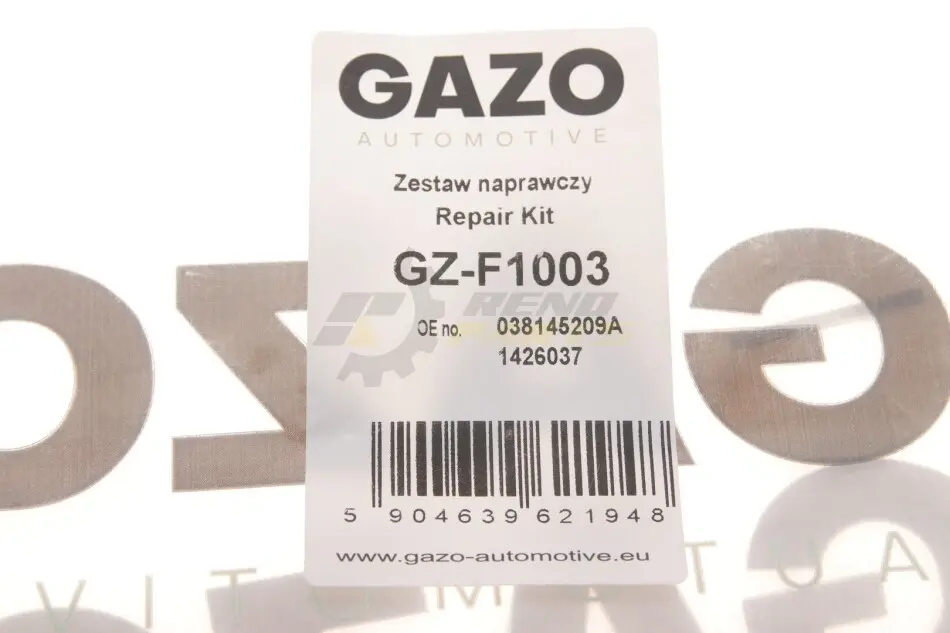 GAZO
AUTOMOTIVE
Zestaw naprawczy
Repair Kit
GZ-F1003
RENO
OE no. 038145209A
1426037
5 904639 621948
www.gazo-automotive.eu